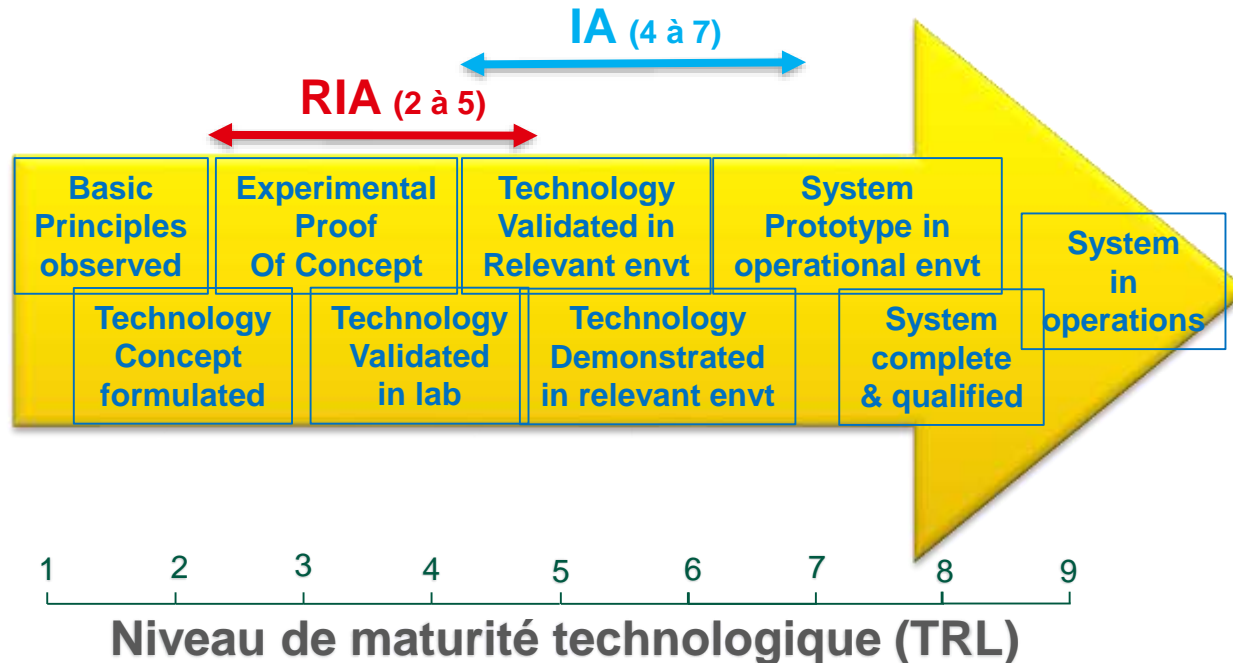 IA (4 à 7)
RIA (2 à 5)
Basic
Principles
observed
Experimental
Proof
Of Concept
Technology
Validated in
Relevant envt
System
Prototype in
operational envt
System
in
operations
Technology
Concept
formulated
Technology
Validated
in lab
Technology
Demonstrated
in relevant envt
System
complete
& qualified
1 2 3 4 5 6 7 8 9
Niveau de maturité technologique (TRL)